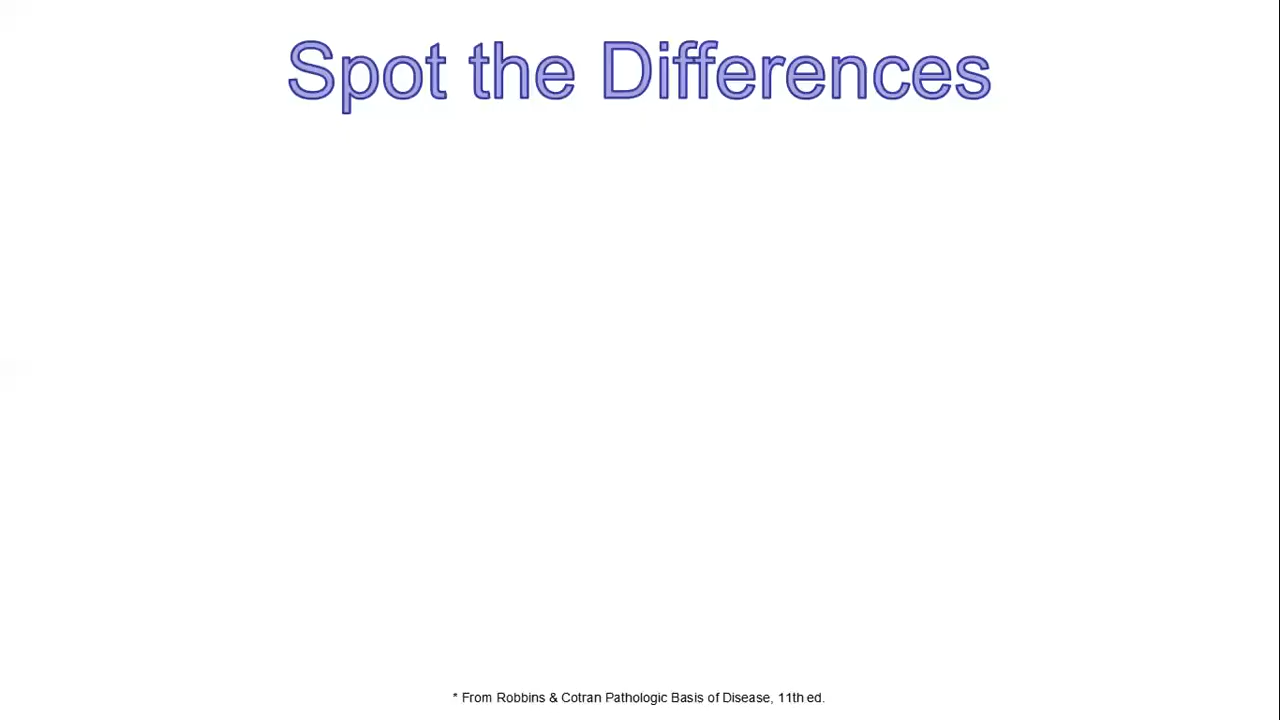 Spot the Differences
* From Robbins & Cotran Pathologic Basis of Disease, 11th ed.